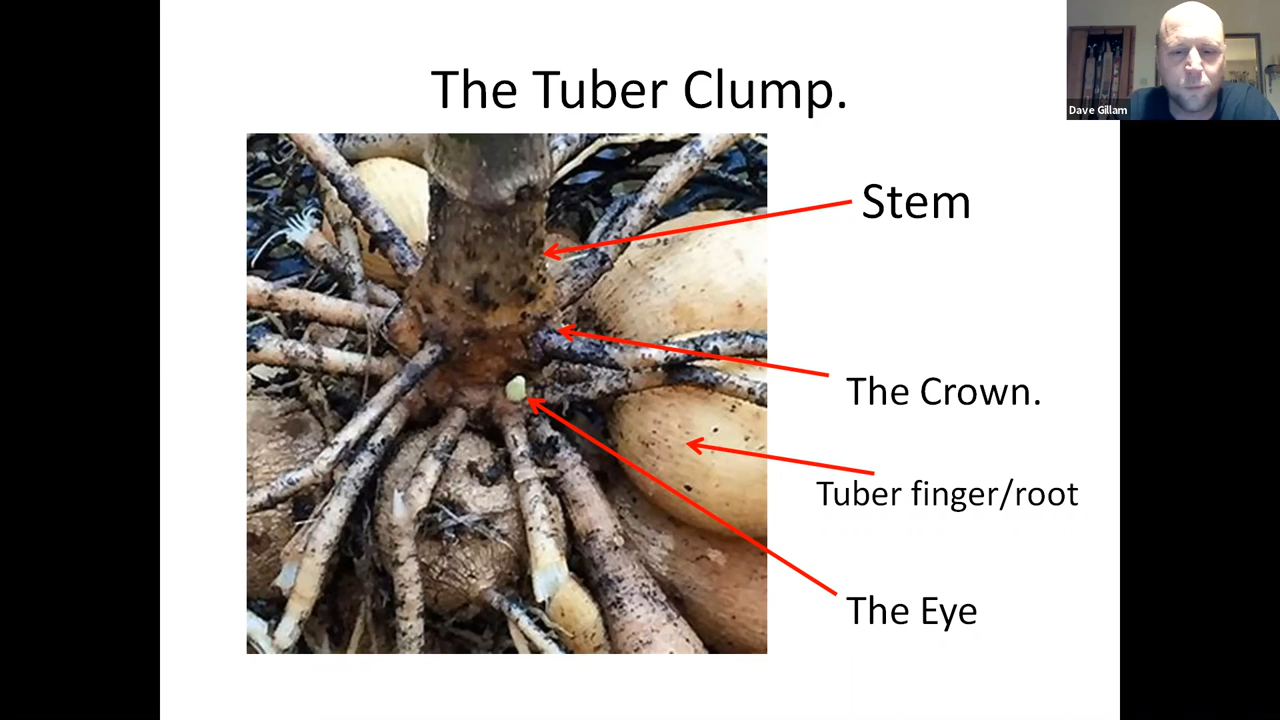 The Tuber Clump.
Dave Gillam
Stem
The Crown.
Tuber finger/root
The Eye